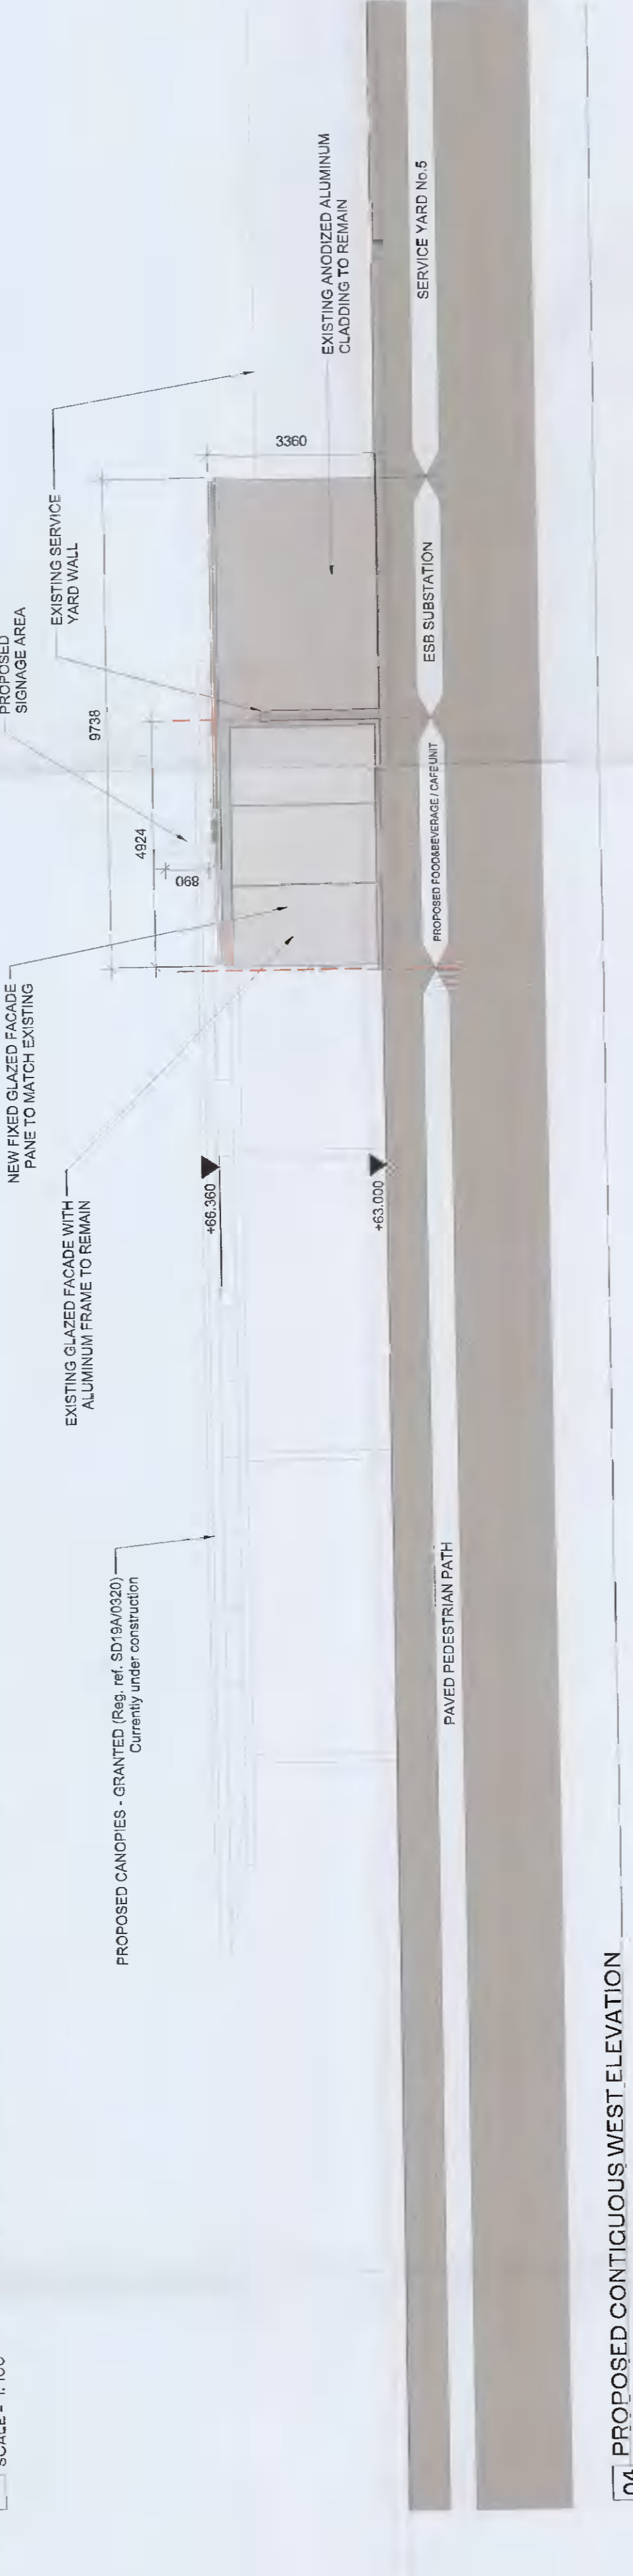 SCALE - 1:100
PROPOSED
SIGNAGE AREA
NEW FIXED GLAZED FACADE
PANE TO MATCH EXISTING
EXISTING GLAZED FACADE WITH
ALUMINUM FRAME TO REMAIN
EXISTING SERVICE
YARD WALL
PROPOSED CANOPIES - GRANTED (Reg. ref. SD19A/0320)
Currently under construction
EXISTING ANODIZED ALUMINUM
CLADDING TO REMAIN
9738
4924
890
3360
+66.360
+63.000
PAVED PEDESTRIAN PATH
PROPOSED FOOD&BEVERAGE / CAFE UNIT
ESB SUBSTATION
SERVICE YARD No.5
04 PROPOSED CONTIGUOUS WEST ELEVATION